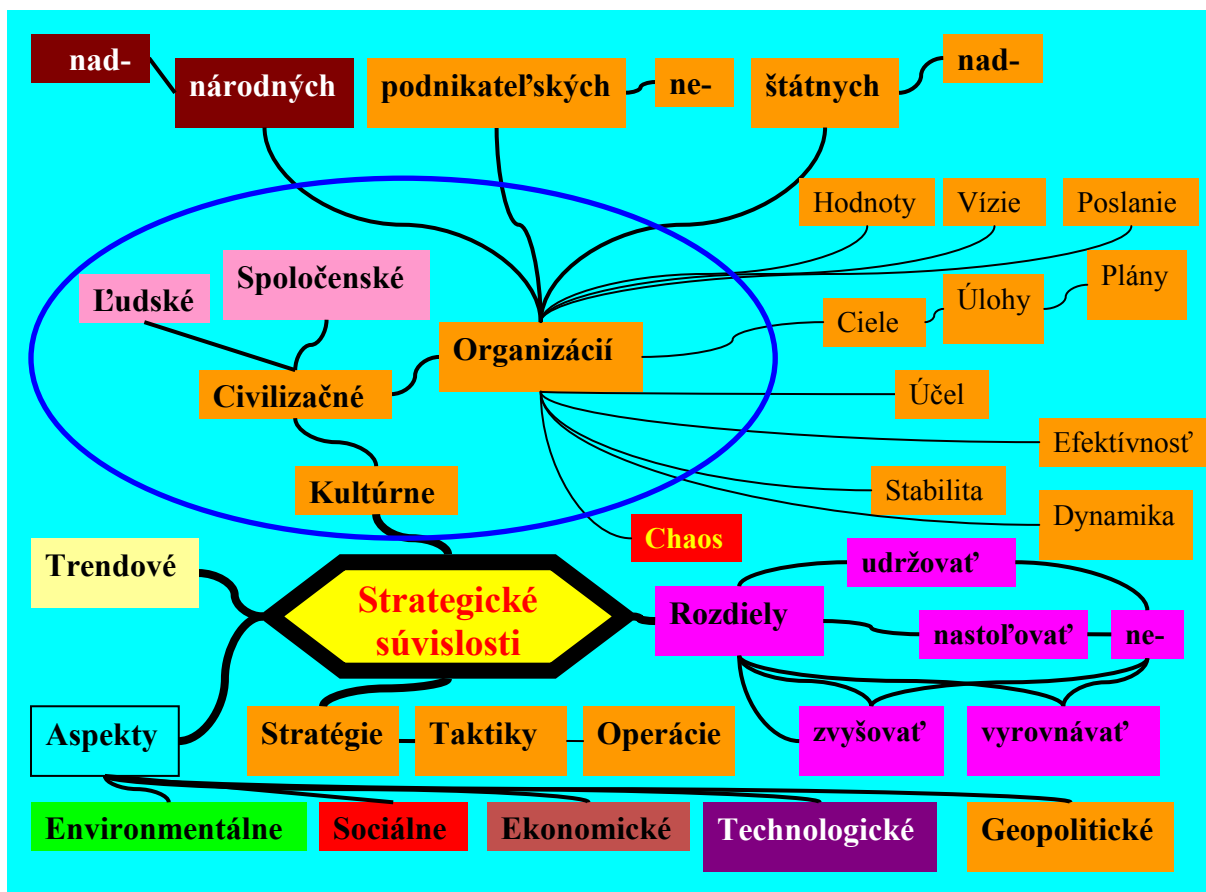 nad-
národných
podnikateľských
ne-
štátnych
nad-
Hodnoty
Vízie
Poslanie
Ľudské
Spoločenské
Organizácií
Ciele
Úlohy
Plány
Civilizačné
Účel
Efektívnosť
Kultúrne
Stabilita
Dynamika
Chaos
Trendové
Strategické
súvislosti
Rozdiely
udržovať
nastoľovať
ne-
Aspekty
Stratégie
Taktiky
Operácie
zvyšovať
vyrovnávať
Environmentálne
Sociálne
Ekonomické
Technologické
Geopolitické